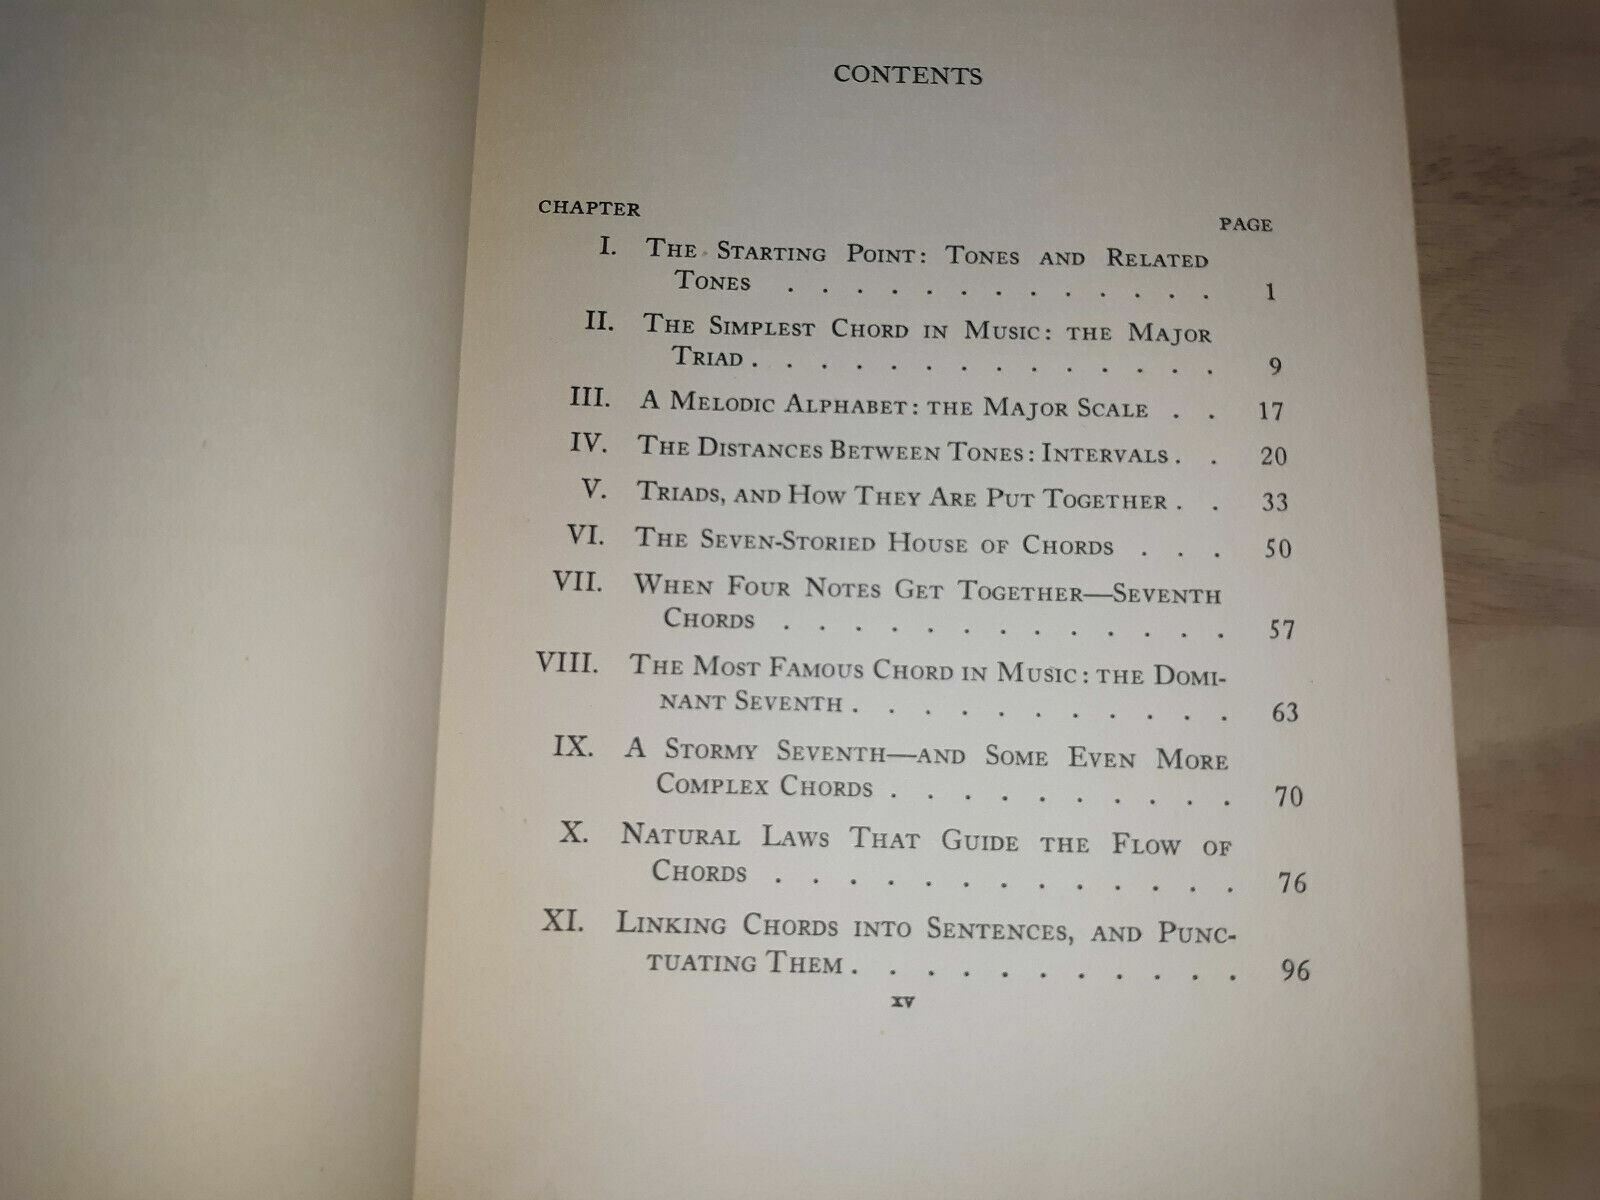 CONTENTS
CHAPTER PAGE
I. THE STARTING POINT: TONES AND RELATED
TONES . . . . . . . . . . . . . 1
II. THE SIMPLEST CHORD IN MUSIC: THE MAJOR
TRIAD . . . . . . . . . . . . . . 9
III. A MELODIC ALPHABET: THE MAJOR SCALE . . 17
IV. THE DISTANCES BETWEEN TONES: INTERVALS . . 20
V. TRIADS, AND HOW THEY ARE PUT TOGETHER . . 33
VI. THE SEVEN-STORIED HOUSE OF CHORDS . . . 50
VII. WHEN FOUR NOTES GET TOGETHER—SEVENTH
CHORDS . . . . . . . . . . . . . 57
VIII. THE MOST FAMOUS CHORD IN MUSIC: THE DOMI-
NANT SEVENTH . . . . . . . . . . . 63
IX. A STORMY SEVENTH—AND SOME EVEN MORE
COMPLEX CHORDS . . . . . . . . . . 70
X. NATURAL LAWS THAT GUIDE THE FLOW OF
CHORDS . . . . . . . . . . . . . 76
XI. LINKING CHORDS INTO SENTENCES, AND PUNC-
TUATING THEM . . . . . . . . . . . 96
xv